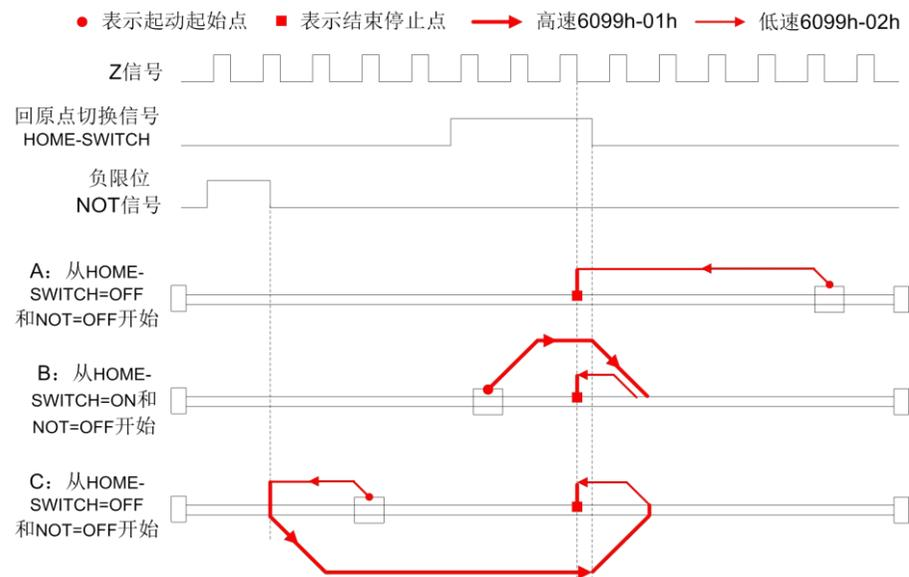 表示起动起始点 表示结束停止点 高速6099h-01h 低速6099h-02h
Z信号
回原点切换信号
HOME-SWITCH
负限位
NOT信号
A：从HOME-
SWITCH=OFF
和NOT=OFF开始
B：从HOME-
SWITCH=ON和
NOT=OFF开始
C：从HOME-
SWITCH=OFF
和NOT=OFF开始